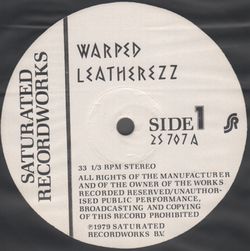 WARPED
LEATHEREZZ
SATURATED
RECORDWORKS
SIDE 1
2S 707A
33 1/3 RPM STEREO
ALL RIGHTS OF THE MANUFACTURER
AND OF THE OWNER OF THE WORKS
RECORDED RESERVED/UNAUTHOR-
ISED PUBLIC PERFORMANCE,
BROADCASTING AND COPYING
OF THIS RECORD PROHIBITED
℗1979 SATURATED
RECORDWORKS B.V.